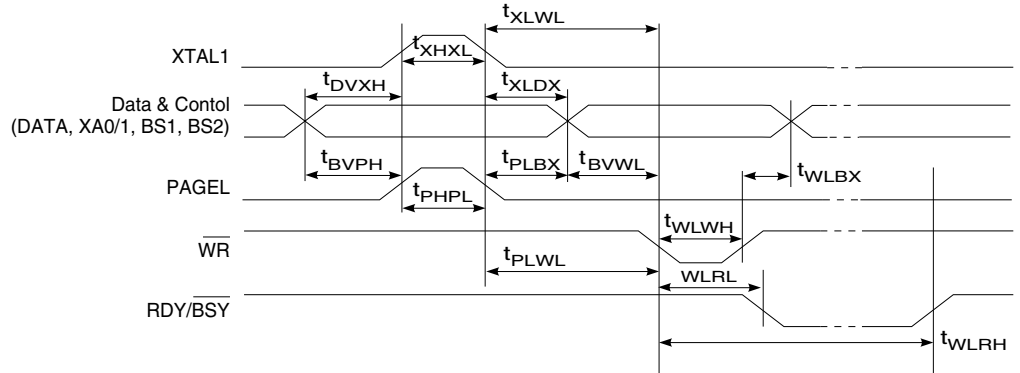 tXLWL
XTAL1
tXHXL
tDVXH
tXLDX
Data & Contol
(DATA, XA0/1, BS1, BS2)
tBVPH
tPLBX
tBVWL
tWLBX
PAGEL
tPHPL
tWLWH
WR
tPLWL
WLRL
RDY/BSY
tWLRH